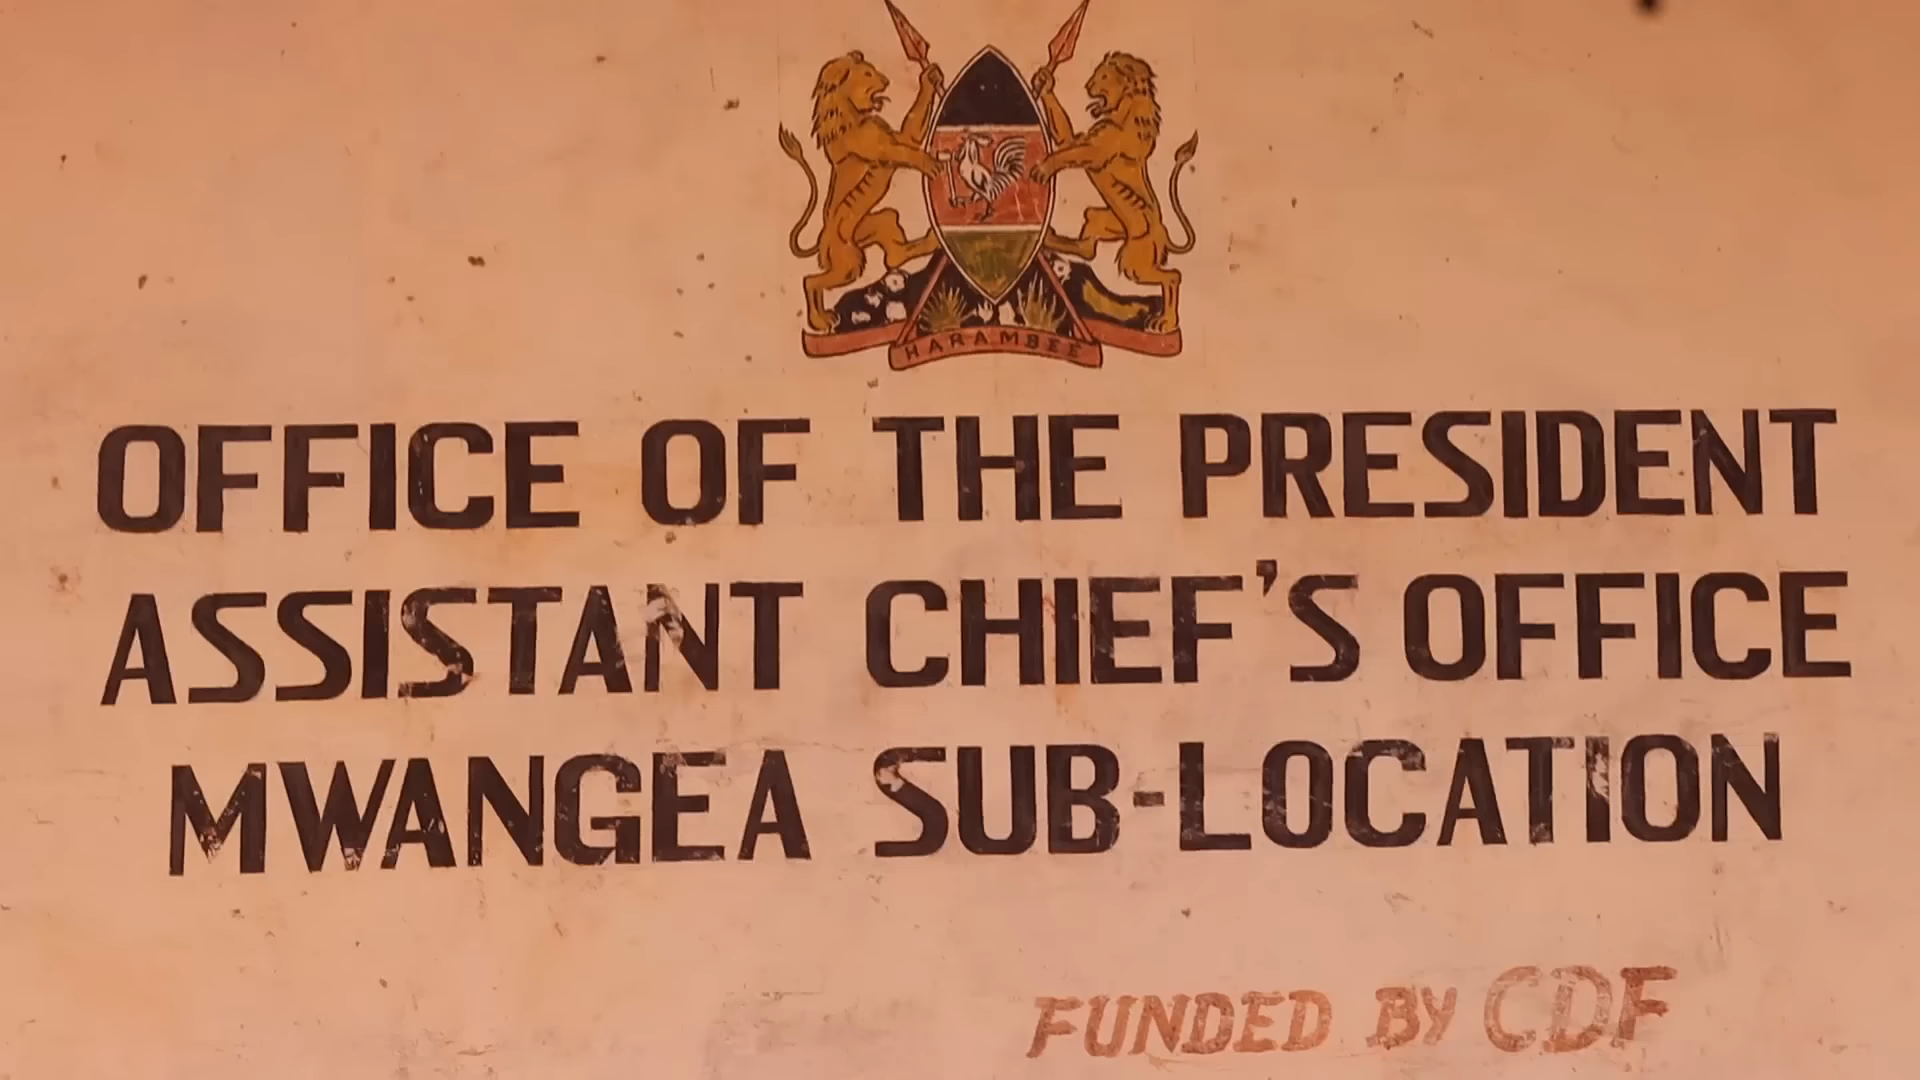 HARAMBEE
OFFICE OF THE PRESIDENT
ASSISTANT CHIEF'S OFFICE
MWANGEA SUB-LOCATION
FUNDED BY CDF